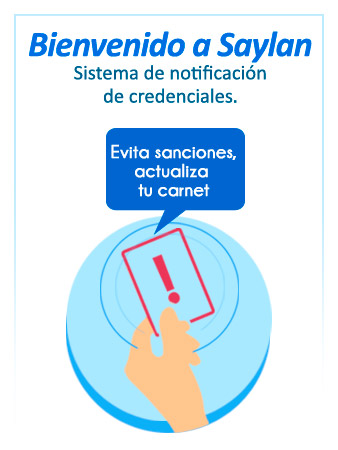 Bienvenido a Saylan
Sistema de notificación
de credenciales.
Evita sanciones,
actualiza
tu carnet
!